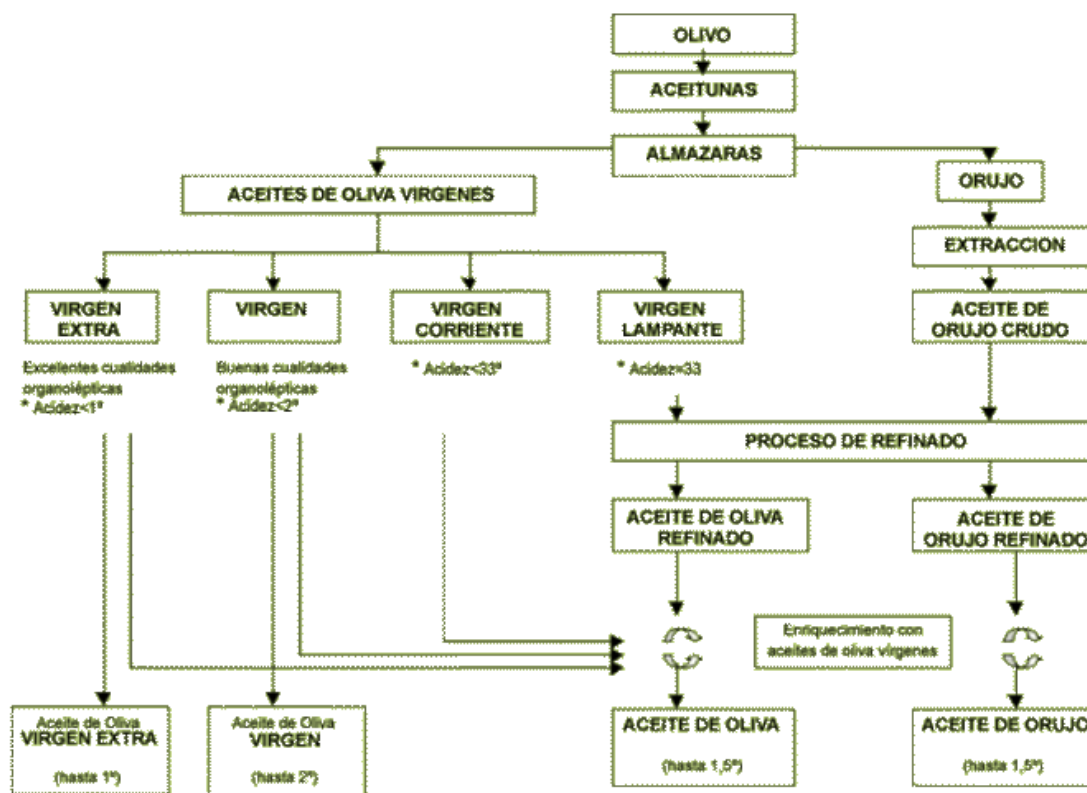 OLIVO
ACEITUNAS
ALMAZARAS
ACEITES DE OLIVA VIRGENES
ORUJO
EXTRACCION
VIRGEN
EXTRA
VIRGEN
VIRGEN
CORRIENTE
VIRGEN
LAMPANTE
ACEITE DE
ORUJO CRUDO
Excelentes cualidades
organolépticas
* Acidez<1º
Buenas cualidades
organolépticas
* Acidez<2º
* Acidez<33º
* Acidez=33
PROCESO DE REFINADO
ACEITE DE OLIVA
REFINADO
ACEITE DE
ORUJO REFINADO
Enriquecimiento con
aceites de oliva vírgenes
Aceite de Oliva
VIRGEN EXTRA
(hasta 1º)
Aceite de Oliva
VIRGEN
(hasta 2º)
ACEITE DE OLIVA
(hasta 1,5º)
ACEITE DE ORUJO
(hasta 1,5º)